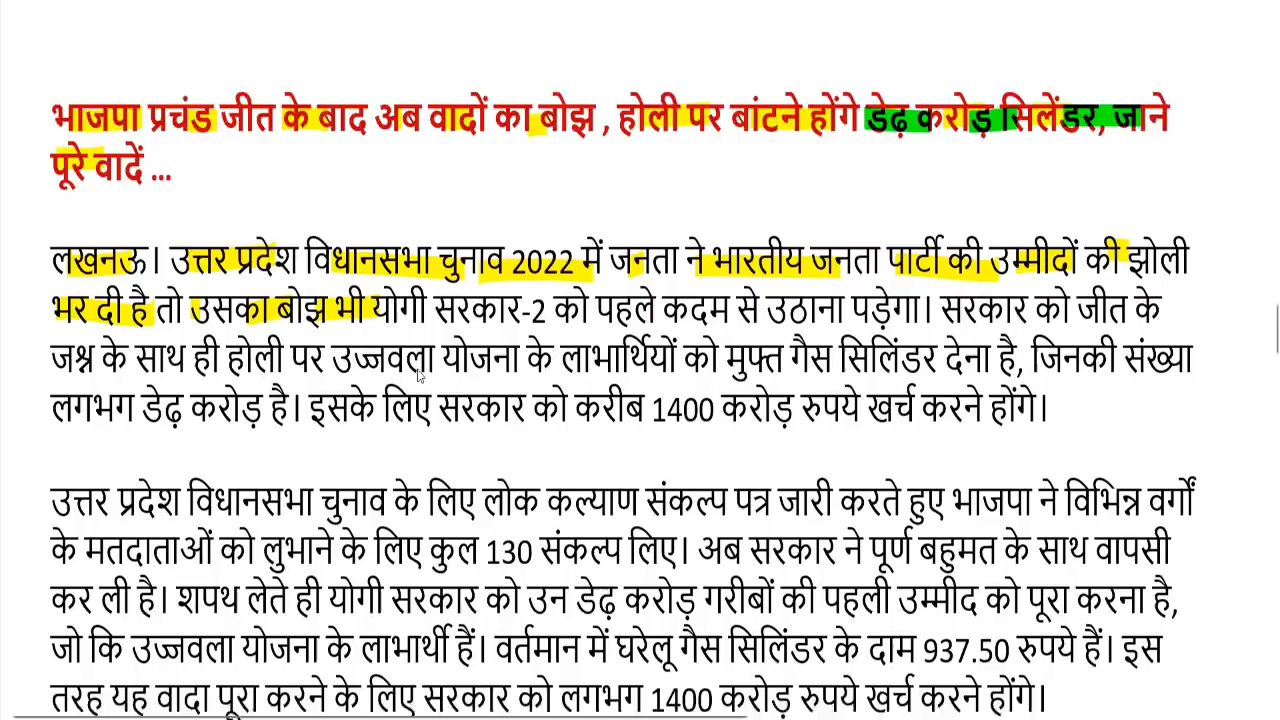 भाजपा प्रचंड जीत के बाद अब वादों का बोझ , होली पर बांटने होंगे डेढ़ करोड़ सिलेंडर, जाने
पूरे वादें ...
लखनऊ। उत्तर प्रदेश विधानसभा चुनाव 2022 में जनता ने भारतीय जनता पार्टी की उम्मीदों की झोली
भर दी है तो उसका बोझ भी योगी सरकार-2 को पहले कदम से उठाना पड़ेगा। सरकार को जीत के
जश्न के साथ ही होली पर उज्जवला योजना के लाभार्थियों को मुफ्त गैस सिलिंडर देना है, जिनकी संख्या
लगभग डेढ़ करोड़ है। इसके लिए सरकार को करीब 1400 करोड़ रुपये खर्च करने होंगे।
उत्तर प्रदेश विधानसभा चुनाव के लिए लोक कल्याण संकल्प पत्र जारी करते हुए भाजपा ने विभिन्न वर्गों
के मतदाताओं को लुभाने के लिए कुल 130 संकल्प लिए। अब सरकार ने पूर्ण बहुमत के साथ वापसी
कर ली है। शपथ लेते ही योगी सरकार को उन डेढ़ करोड़ गरीबों की पहली उम्मीद को पूरा करना है,
जो कि उज्जवला योजना के लाभार्थी हैं। वर्तमान में घरेलू गैस सिलिंडर के दाम 937.50 रुपये हैं। इस
तरह यह वादा पूरा करने के लिए सरकार को लगभग 1400 करोड़ रुपये खर्च करने होंगे।